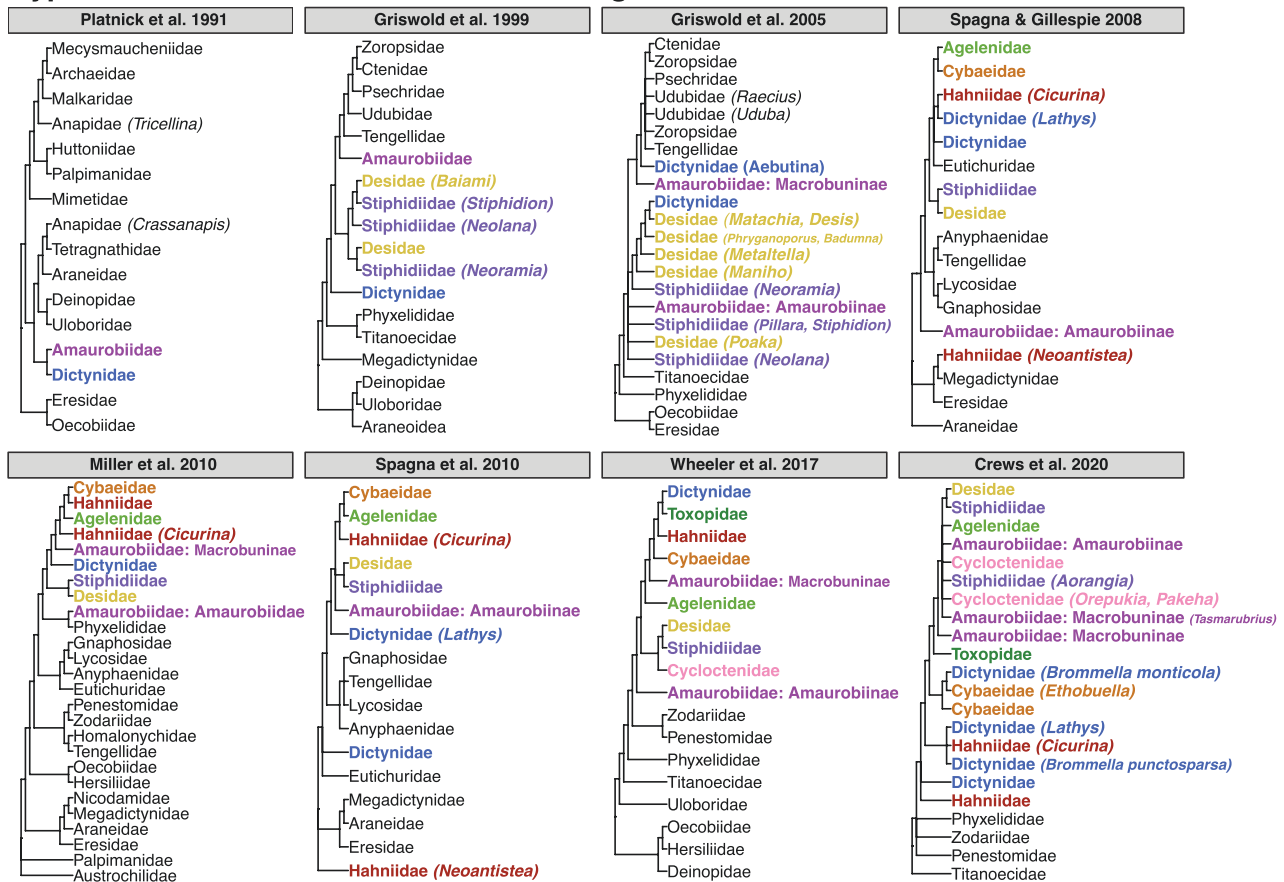 Platnick et al. 1991
Mecysmaucheniidae
Archaeidae
Malkaridae
Anapidae (Tricellina)
Huttoniidae
Palpimanidae
Mimetidae
Anapidae (Crassanapis)
Tetragnathidae
Araneidae
Deinopidae
Uloboridae
Amaurobiidae
Dictynidae
Eresidae
Oecobiidae
Griswold et al. 1999
Zoropsidae
Ctenidae
Psechridae
Udubidae
Tengellidae
Amaurobiidae
Desidae (Baiami)
Stiphidiidae (Stiphidion)
Stiphidiidae (Neolana)
Desidae
Stiphidiidae (Neoramia)
Dictynidae
Phyxelididae
Titanoecidae
Megadictynidae
Deinopidae
Uloboridae
Araneoidea
Griswold et al. 2005
Ctenidae
Zoropsidae
Psechridae
Udubidae (Raecius)
Udubidae (Uduba)
Zoropsidae
Tengellidae
Dictynidae (Aebutina)
Amaurobiidae: Macrobuninae
Dictynidae
Desidae (Matachia, Desis)
Desidae (Phryganoporus, Badumna)
Desidae (Metaltella)
Desidae (Maniho)
Stiphidiidae (Neoramia)
Amaurobiidae: Amaurobiinae
Stiphidiidae (Pillara, Stiphidion)
Desidae (Poaka)
Stiphidiidae (Neolana)
Titanoecidae
Phyxelididae
Oecobiidae
Eresidae
Spagna & Gillespie 2008
Agelenidae
Cybaeidae
Hahniidae (Cicurina)
Dictynidae (Lathys)
Dictynidae
Eutichuridae
Stiphidiidae
Desidae
Anyphaenidae
Tengellidae
Lycosidae
Gnaphosidae
Amaurobiidae: Amaurobiinae
Hahniidae (Neoantistea)
Megadictynidae
Eresidae
Araneidae
Miller et al. 2010
Cybaeidae
Hahniidae
Agelenidae
Hahniidae (Cicurina)
Amaurobiidae: Macrobuninae
Dictynidae
Stiphidiidae
Desidae
Amaurobiidae: Amaurobiidae
Phyxelididae
Gnaphosidae
Lycosidae
Anyphaenidae
Eutichuridae
Penestomidae
Zodariidae
Homalonychidae
Tengellidae
Oecobiidae
Hersiliidae
Nicodamidae
Megadictynidae
Araneidae
Eresidae
Palpimanidae
Austrochilidae
Spagna et al. 2010
Cybaeidae
Agelenidae
Hahniidae (Cicurina)
Desidae
Stiphidiidae
Amaurobiidae: Amaurobiinae
Dictynidae (Lathys)
Gnaphosidae
Tengellidae
Lycosidae
Anyphaenidae
Dictynidae
Eutichuridae
Megadictynidae
Araneidae
Eresidae
Hahniidae (Neoantistea)
Wheeler et al. 2017
Dictynidae
Toxopidae
Hahniidae
Cybaeidae
Amaurobiidae: Macrobuninae
Agelenidae
Desidae
Stiphidiidae
Cycloctenidae
Amaurobiidae: Amaurobiinae
Zodariidae
Penestomidae
Phyxelididae
Titanoecidae
Uloboridae
Oecobiidae
Hersiliidae
Deinopidae
Crews et al. 2020
Desidae
Stiphidiidae
Agelenidae
Amaurobiidae: Amaurobiinae
Cycloctenidae
Stiphidiidae (Aorangia)
Cycloctenidae (Orepukia, Pakeha)
Amaurobiidae: Macrobuninae (Tasmarubrius)
Amaurobiidae: Macrobuninae
Toxopidae
Dictynidae (Brommella monticola)
Cybaeidae (Ethobuella)
Cybaeidae
Dictynidae (Lathys)
Hahniidae (Cicurina)
Dictynidae (Brommella punctosparsa)
Dictynidae
Hahniidae
Phyxelididae
Zodariidae
Penestomidae
Titanoecidae